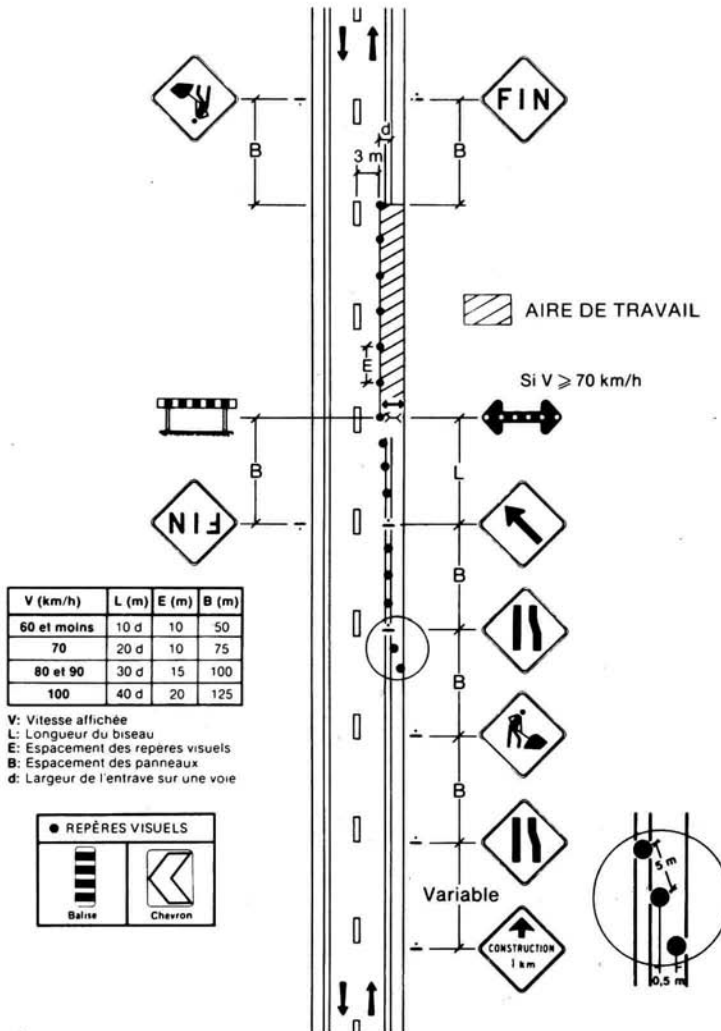 FIN
d
3 m
B
B
AIRE DE TRAVAIL
E
Si V ⩾ 70 km/h
B
L
FIN
B
V (km/h) L (m) E (m) B (m)
60 et moins 10 d 10 50
70 20 d 10 75
80 et 90 30 d 15 100
100 40 d 20 125
V: Vitesse affichée
L: Longueur du biseau
E: Espacement des repères visuels
B: Espacement des panneaux
d: Largeur de l'entrave sur une voie
B
B
● REPÈRES VISUELS
Balise Chevron
Variable
CONSTRUCTION
1 km
5 m
0,5 m